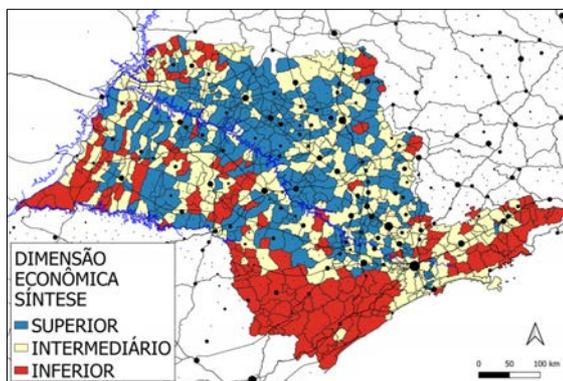 DIMENSÃO
ECONÔMICA
SÍNTESE
SUPERIOR
INTERMEDIÁRIO
INFERIOR
0 50 100 km